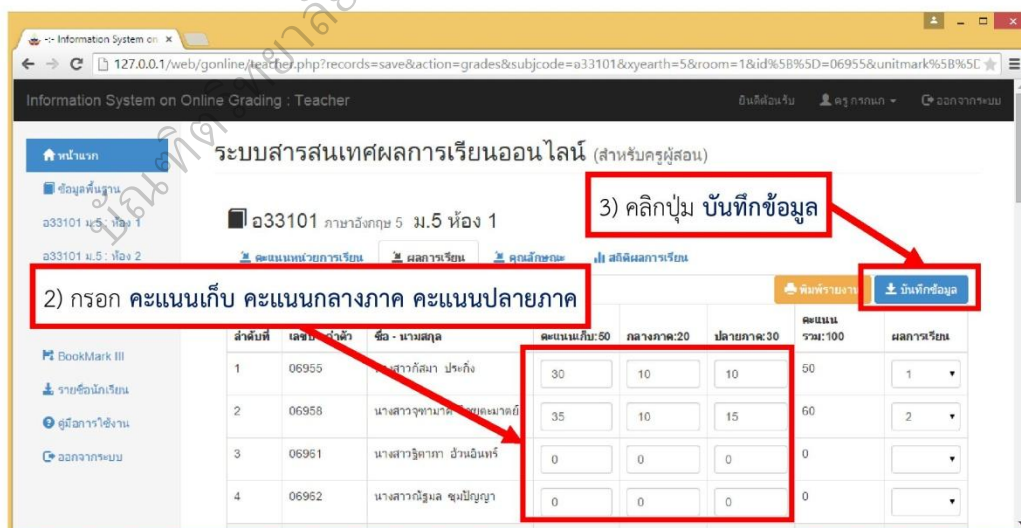 -:- Information System on
127.0.0.1/web/gonline/teacher.php?records=save&action=grades&subjcode=อ33101&xyearth=5&room=1&id%5B%5D=06955&unitmark%5B%5D
Information System on Online Grading : Teacher
ยินดีต้อนรับ
ครู กรกนก
ออกจากระบบ
หน้าแรก
ระบบสารสนเทศผลการเรียนออนไลน์ (สำหรับครูผู้สอน)
ข้อมูลพื้นฐาน
อ33101 ม.5 : ห้อง 1
อ33101 ม.5 : ห้อง 2
3) คลิกปุ่ม บันทึกข้อมูล
อ33101 ภาษาอังกฤษ 5 ม.5 ห้อง 1
คะแนนหน่วยการเรียน ผลการเรียน คุณลักษณะ สถิติผลการเรียน
2) กรอก คะแนนเก็บ คะแนนกลางภาค คะแนนปลายภาค
พิมพ์รายงาน บันทึกข้อมูล
ลำดับที่ ชื่อ - นามสกุล คะแนนเก็บ:50 กลางภาค:20 ปลายภาค:30 คะแนนรวม:100 ผลการเรียน
1 06955 นางสาวกัสมา ประกิ่ง 30 10 10 50 1
2 06958 นางสาวจุฑามาศ 35 10 15 60 2
3 06961 นางสาวฐิตาภา อ้วนอินทร์ 0 0 0 0
4 06962 นางสาวณัฐมล ชุมปัญญา 0 0 0 0
BookMark III
รายชื่อนักเรียน
คู่มือการใช้งาน
ออกจากระบบ